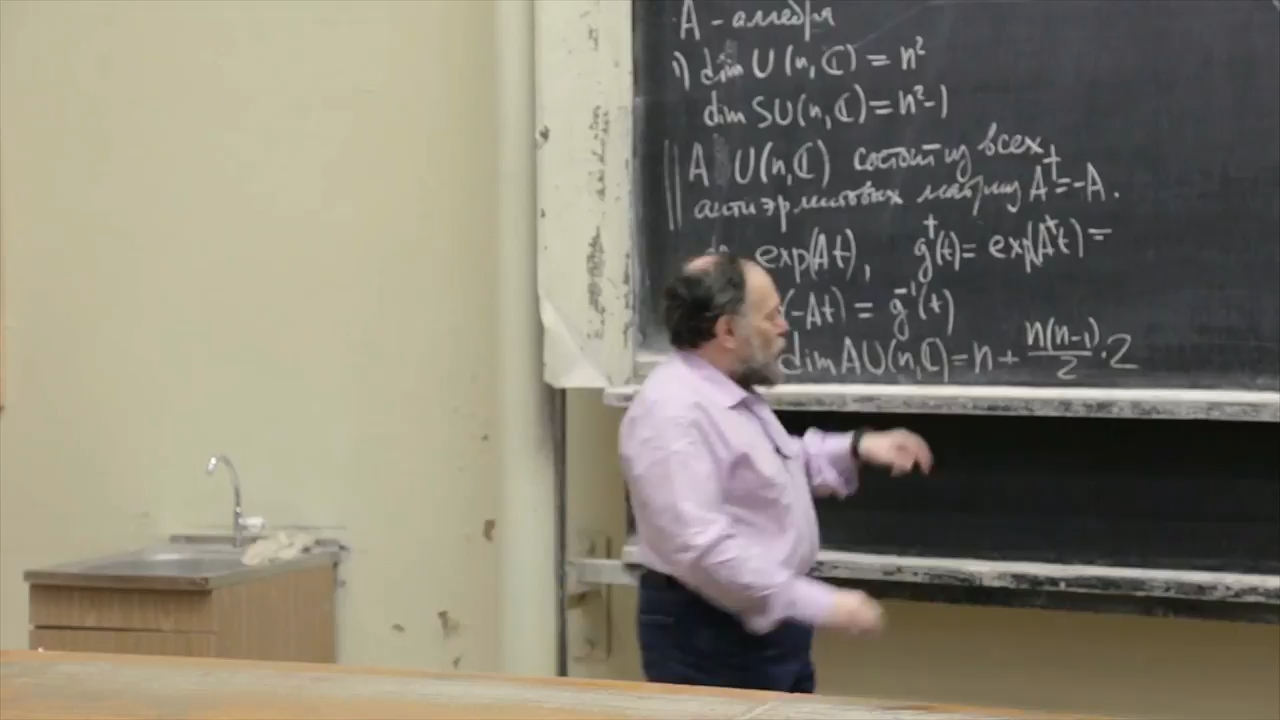 A - алгебра
1) dim U(n,ℂ) = n²
dim SU(n,ℂ) = n²-1
A U(n,ℂ) состоит из всех
антиэрмитовых матриц A† = -A.
exp(At), g†(t) = exp(A†t) =
(-At) = g⁻¹(t)
dim AU(n,ℂ) = n + n(n-1)/2 · 2